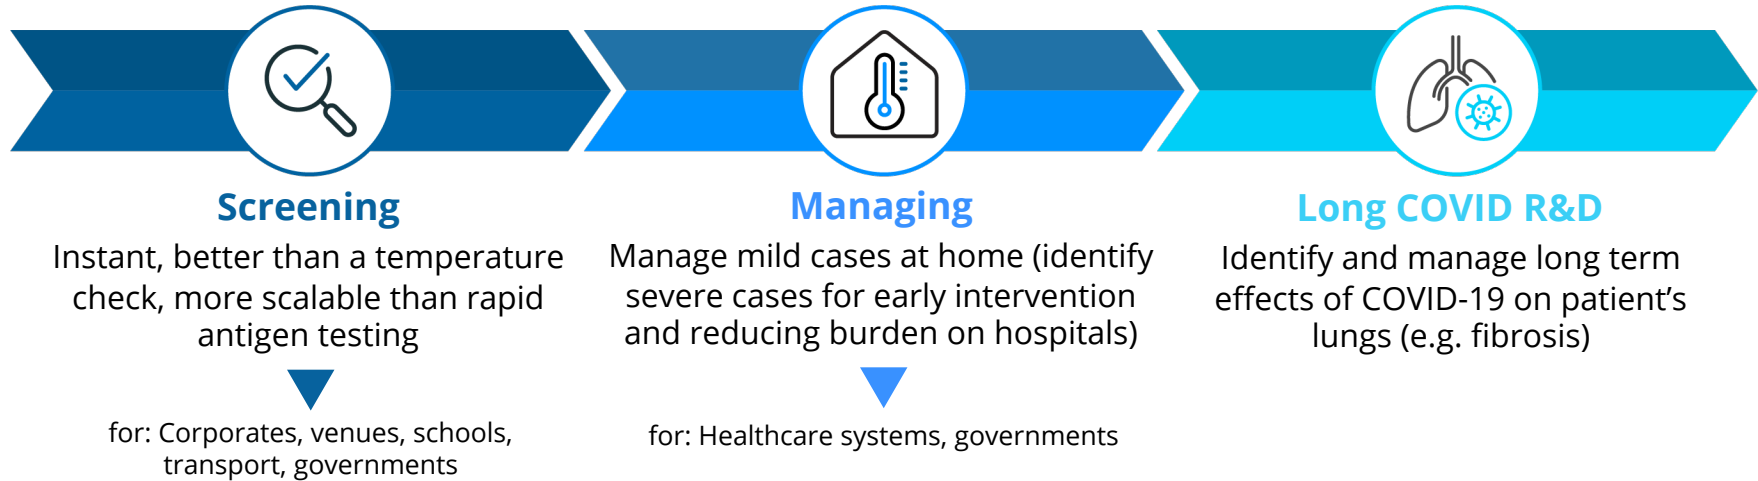 Screening
Instant, better than a temperature
check, more scalable than rapid
antigen testing
for: Corporates, venues, schools,
transport, governments
Managing
Manage mild cases at home (identify
severe cases for early intervention
and reducing burden on hospitals)
for: Healthcare systems, governments
Long COVID R&D
Identify and manage long term
effects of COVID-19 on patient’s
lungs (e.g. fibrosis)